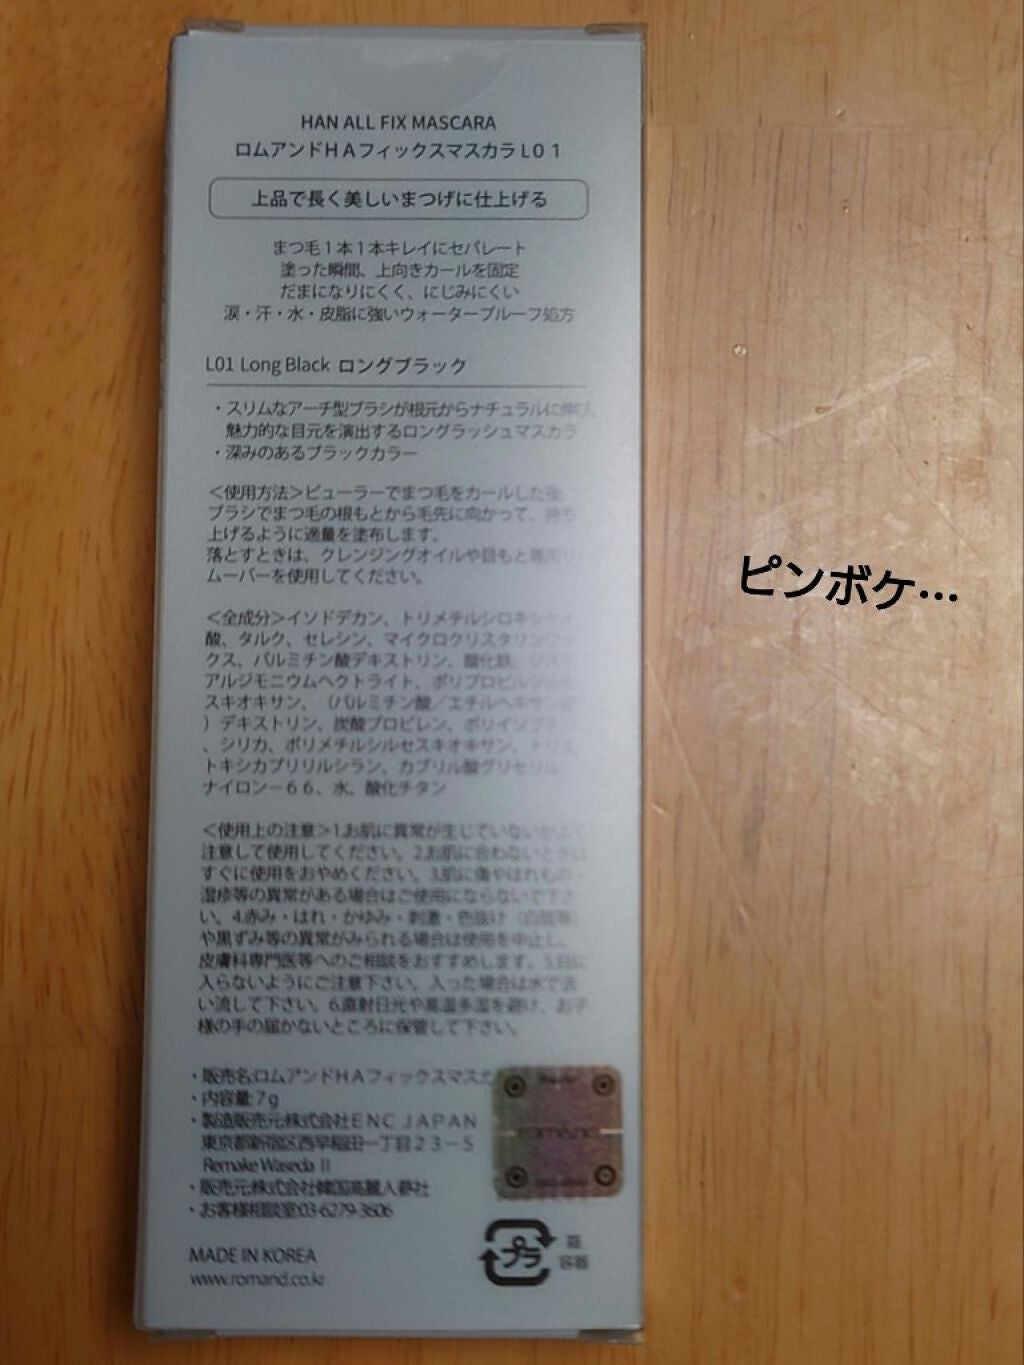 HAN ALL FIX MASCARA
ロムアンドＨＡフィックスマスカラＬ０１
上品で長く美しいまつげに仕上げる
まつ毛１本１本キレイにセパレート
塗った瞬間、上向きカールを固定
だまになりにくく、にじみにくい
涙・汗・水・皮脂に強いウォータープルーフ処方
L01 Long Black ロングブラック
・スリムなアーチ型ブラシが根元からナチュラルに伸び、
魅力的な目元を演出するロングラッシュマスカラ
・深みのあるブラックカラー
＜使用方法＞ビューラーでまつ毛をカールした後
ブラシでまつ毛の根もとから毛先に向かって、持ち
上げるように適量を塗布します。
落とすときは、クレンジングオイルや目もと専用リ
ムーバーを使用してください。
＜全成分＞イソドデカン、トリメチルシロキシケイ
酸、タルク、セレシン、マイクロクリスタリンワッ
クス、パルミチン酸デキストリン、酸化鉄、ジステ
アルジモニウムヘクトライト、ポリプロピルシルセ
スキオキサン、（パルミチン酸／エチルヘキサン酸
）デキストリン、炭酸プロピレン、ポリイソブテン
、シリカ、ポリメチルシルセスキオキサン、トリエ
トキシカプリリルシラン、カプリル酸グリセリル、
ナイロン－６６、水、酸化チタン
＜使用上の注意＞1.お肌に異常が生じていないかよく
注意して使用してください。2.お肌に合わないときは
すぐに使用をおやめください。3.肌に傷やはれもの・
湿疹等の異常がある場合はご使用にならないで下さ
い。4.赤み・はれ・かゆみ・刺激・色抜け（白斑等）
や黒ずみ等の異常がみられる場合は使用を中止し、
皮膚科専門医等へのご相談をおすすめします。5.目に
入らないようにご注意下さい。入った場合は水で洗
い流して下さい。6.直射日光や高温多湿を避け、お子
様の手の届かないところに保管して下さい。
・販売名:ロムアンドＨＡフィックスマスカ
・内容量:７ｇ
・製造販売元:株式会社ＥＮＣ ＪＡＰＡＮ
東京都新宿区西早稲田一丁目２３－５
Remake Waseda Ⅱ
・販売元:株式会社韓国高麗人蔘社
・お客様相談室:03-6279-3606
MADE IN KOREA
www.romand.co.kr
romand
プラ
箱
容器
ピンボケ…